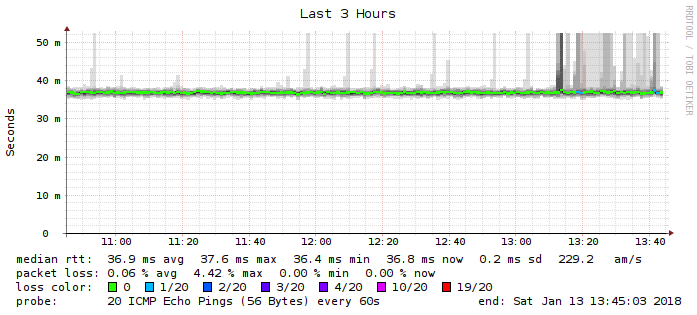 Last 3 Hours
RRDTOOL / TOBI OETIKER
Seconds
50 m
40 m
30 m
20 m
10 m
0
11:00 11:20 11:40 12:00 12:20 12:40 13:00 13:20 13:40
median rtt: 36.9 ms avg 37.6 ms max 36.4 ms min 36.8 ms now 0.2 ms sd 229.2 am/s
packet loss: 0.06 % avg 4.42 % max 0.00 % min 0.00 % now
loss color: 0 1/20 2/20 3/20 4/20 10/20 19/20
probe: 20 ICMP Echo Pings (56 Bytes) every 60s end: Sat Jan 13 13:45:03 2018